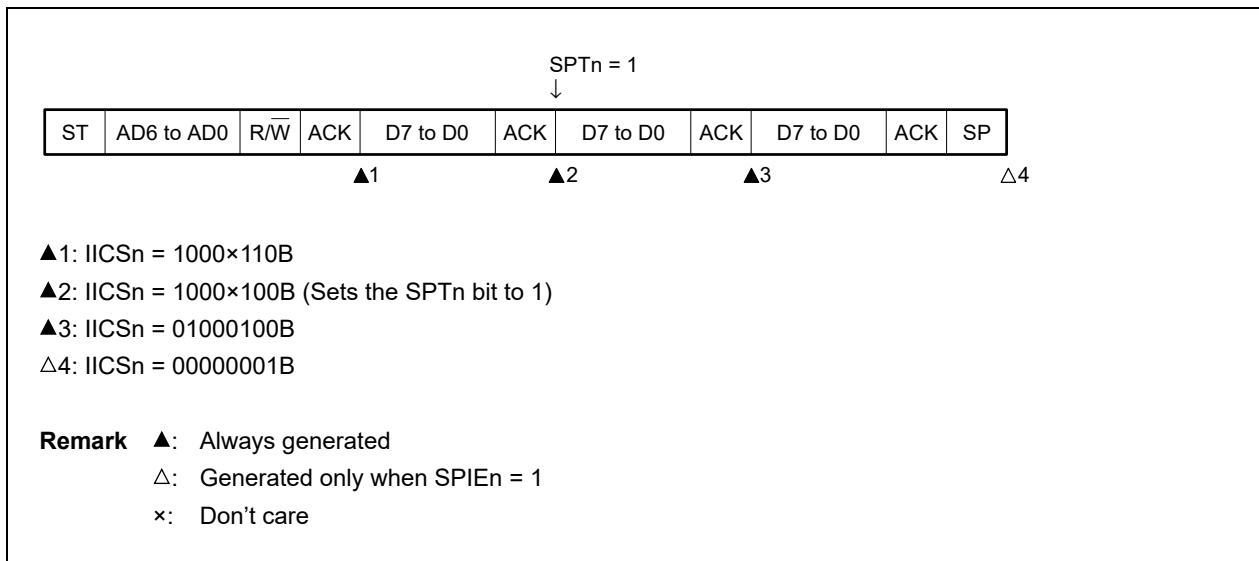 SPTn = 1
↓
ST AD6 to AD0 R/W̅ ACK D7 to D0 ACK D7 to D0 ACK D7 to D0 ACK SP
▲1 ▲2 ▲3 △4
▲1: IICSn = 1000×110B
▲2: IICSn = 1000×100B (Sets the SPTn bit to 1)
▲3: IICSn = 01000100B
△4: IICSn = 00000001B
Remark ▲: Always generated
△: Generated only when SPIEn = 1
×: Don't care